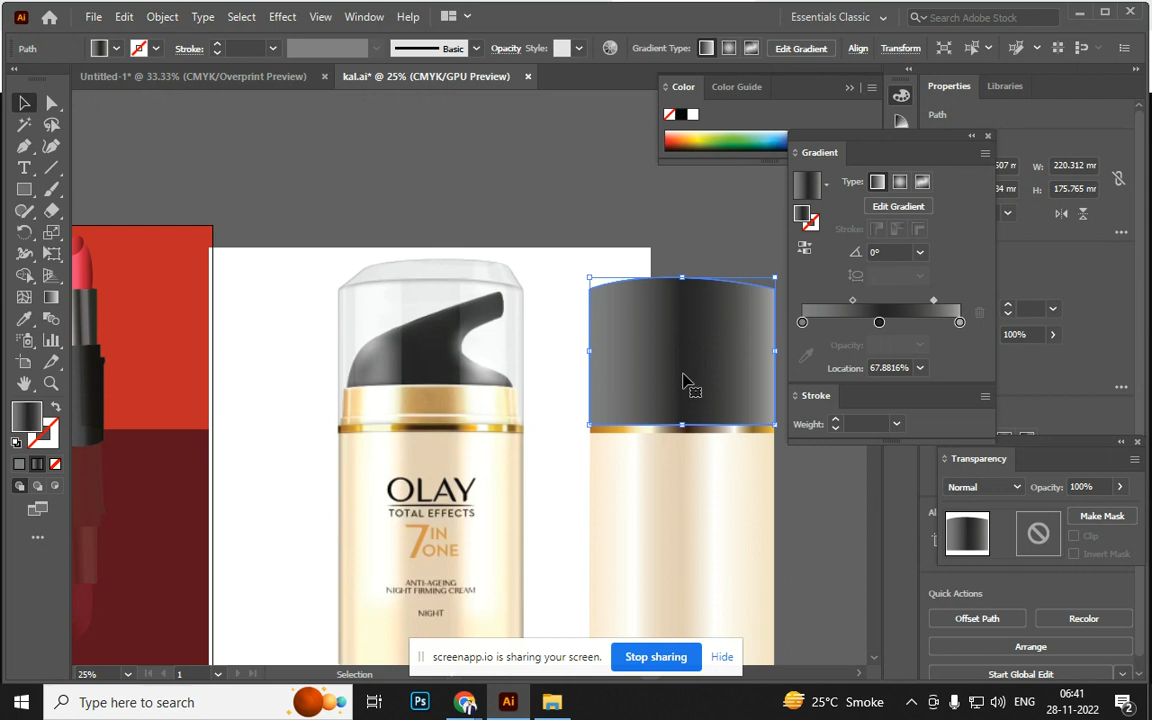 File Edit Object Type Select Effect View Window Help
Essentials Classic
Search Adobe Stock
Path
Stroke:
Basic
Opacity Style:
Gradient Type:
Edit Gradient
Align
Transform
Untitled-1* @ 33.33% (CMYK/Overprint Preview)
kal.ai* @ 25% (CMYK/GPU Preview)
Color
Color Guide
Properties
Libraries
Path
W: 220.312 mr
H: 175.765 mr
Gradient
Type:
Edit Gradient
Stroke:
0°
Opacity:
Location: 67.8816%
100%
Stroke
Weight:
Transparency
Normal
Opacity: 100%
Make Mask
Clip
Invert Mask
Quick Actions
Offset Path
Recolor
Arrange
Start Global Edit
OLAY
TOTAL EFFECTS
7 IN
ONE
ANTI-AGEING
NIGHT FIRMING CREAM
NIGHT
screenapp.io is sharing your screen.
Stop sharing
Hide
25%
1
Selection
Type here to search
Ps
Ai
25°C Smoke
ENG
06:41
28-11-2022
2